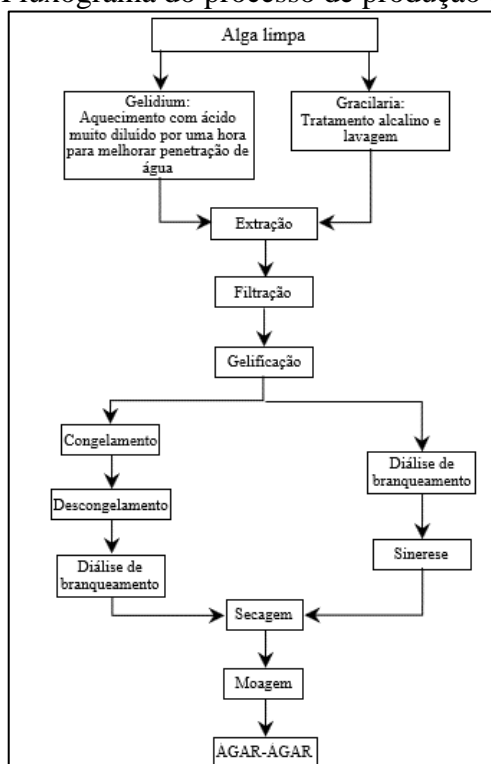 Fluxograma do processo de produção
Alga limpa
Gelidium:
Aquecimento com ácido
muito diluído por uma hora
para melhorar penetração de
água
Gracilaria:
Tratamento alcalino e
lavagem
Extração
Filtração
Gelificação
Congelamento
Descongelamento
Diálise de
branqueamento
Diálise de
branqueamento
Sinerese
Secagem
Moagem
ÁGAR-ÁGAR